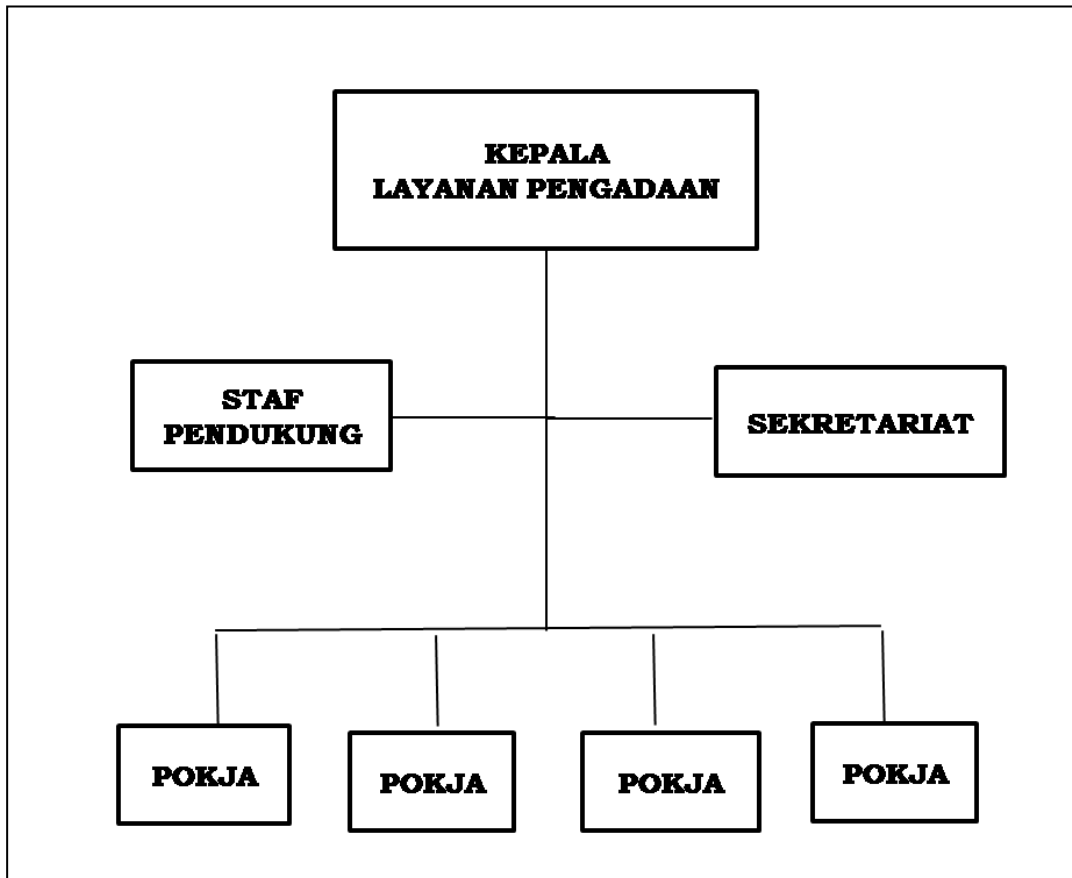 KEPALA
LAYANAN PENGADAAN
STAF
PENDUKUNG
SEKRETARIAT
POKJA
POKJA
POKJA
POKJA